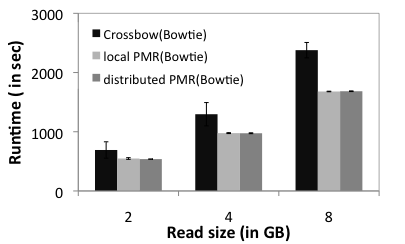 3000
2000
1000
0
Runtime ( in sec)
Crossbow(Bowtie)
local PMR(Bowtie)
distributed PMR(Bowtie)
2 4 8
Read size (in GB)